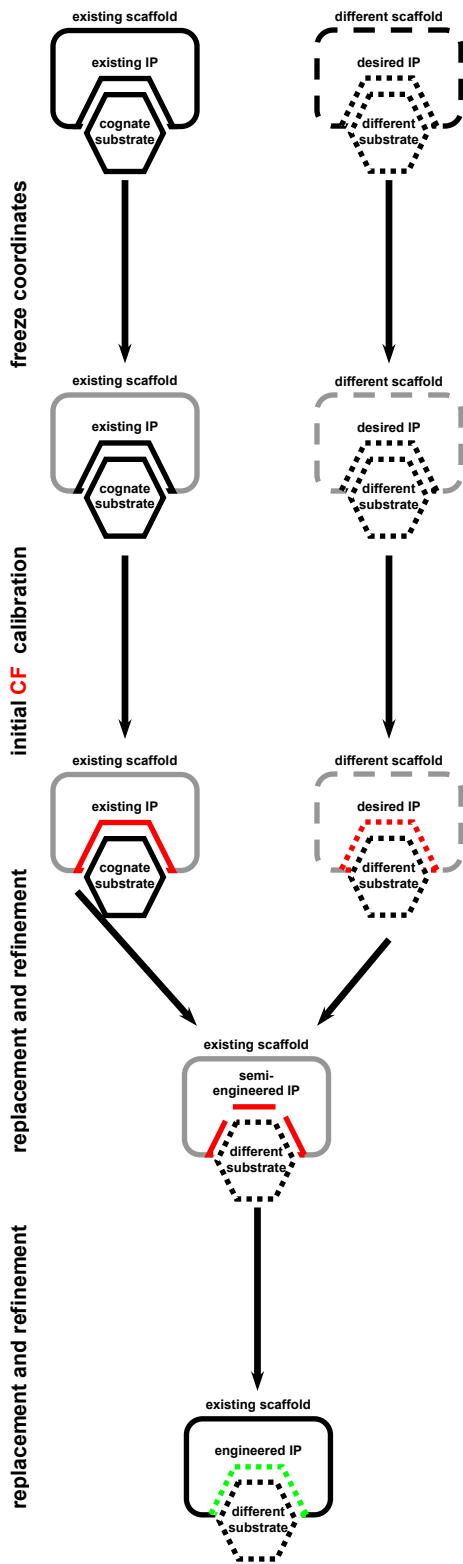 existing scaffold
existing IP
cognate
substrate
different scaffold
desired IP
different
substrate
freeze coordinates
existing scaffold
existing IP
cognate
substrate
different scaffold
desired IP
different
substrate
initial CF calibration
existing scaffold
existing IP
cognate
substrate
different scaffold
desired IP
different
substrate
replacement and refinement
existing scaffold
semi-
engineered IP
different
substrate
replacement and refinement
existing scaffold
engineered IP
different
substrate